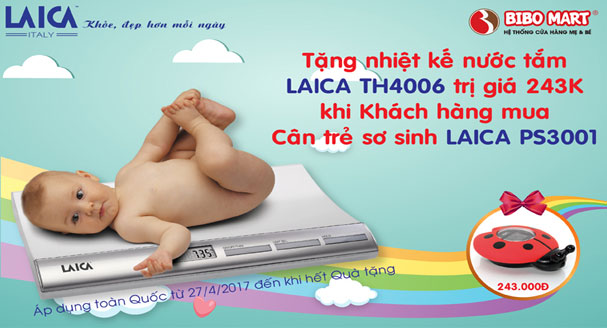 LAICA
ITALY
Khỏe, đẹp hơn mỗi ngày
BIBO MART
HỆ THỐNG CỬA HÀNG MẸ & BÉ
Tặng nhiệt kế nước tắm
LAICA TH4006 trị giá 243K
khi Khách hàng mua
Cân trẻ sơ sinh LAICA PS3001
735
LAICA
243.000Đ
Áp dụng toàn Quốc từ 27/4/2017 đến khi hết Quà tặng